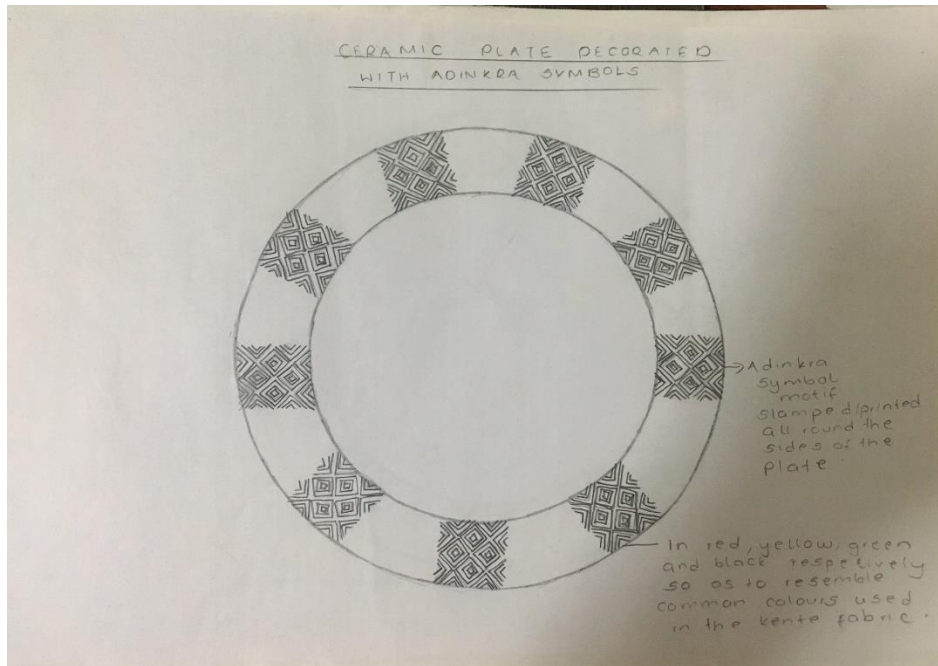 CERAMIC PLATE DECORATED
WITH ADINKRA SYMBOLS
Adinkra
symbol
motif
stamped/printed
all round the
sides of the
plate.
In red, yellow, green
and black respetively
so as to resemble
common colours used
in the kente fabric.